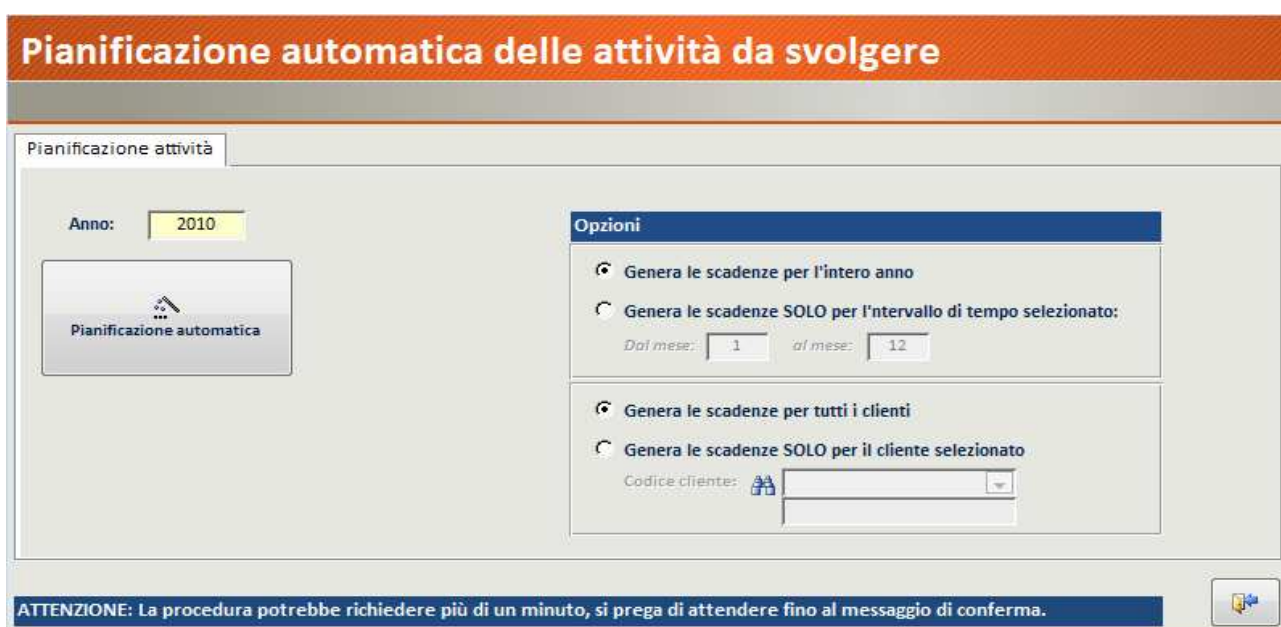 Pianificazione automatica delle attività da svolgere
Pianificazione attività
Anno: 2010
Pianificazione automatica
Opzioni
Genera le scadenze per l'intero anno
Genera le scadenze SOLO per l'ntervallo di tempo selezionato:
Dal mese: 1 al mese: 12
Genera le scadenze per tutti i clienti
Genera le scadenze SOLO per il cliente selezionato
Codice cliente:
ATTENZIONE: La procedura potrebbe richiedere più di un minuto, si prega di attendere fino al messaggio di conferma.